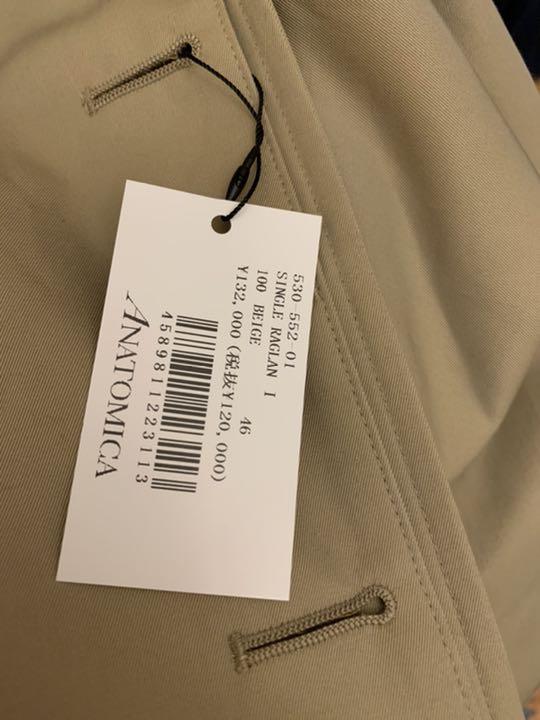 530-552-01
SINGLE RAGLAN I
100 BEIGE 46
¥132,000 (税抜¥120,000)
4589811223113
ANATOMICA